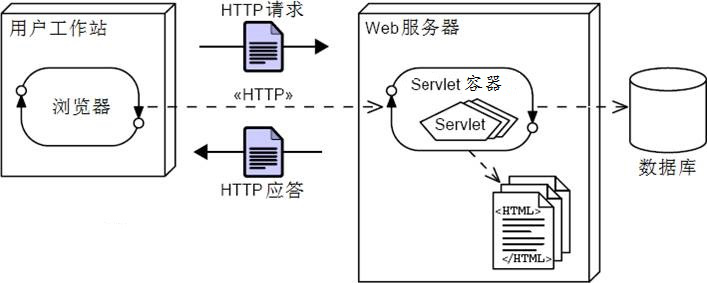 用户工作站
浏览器
HTTP请求
«HTTP»
HTTP应答
Web服务器
Servlet 容器
Servlet
<HTML>
</HTML>
数据库